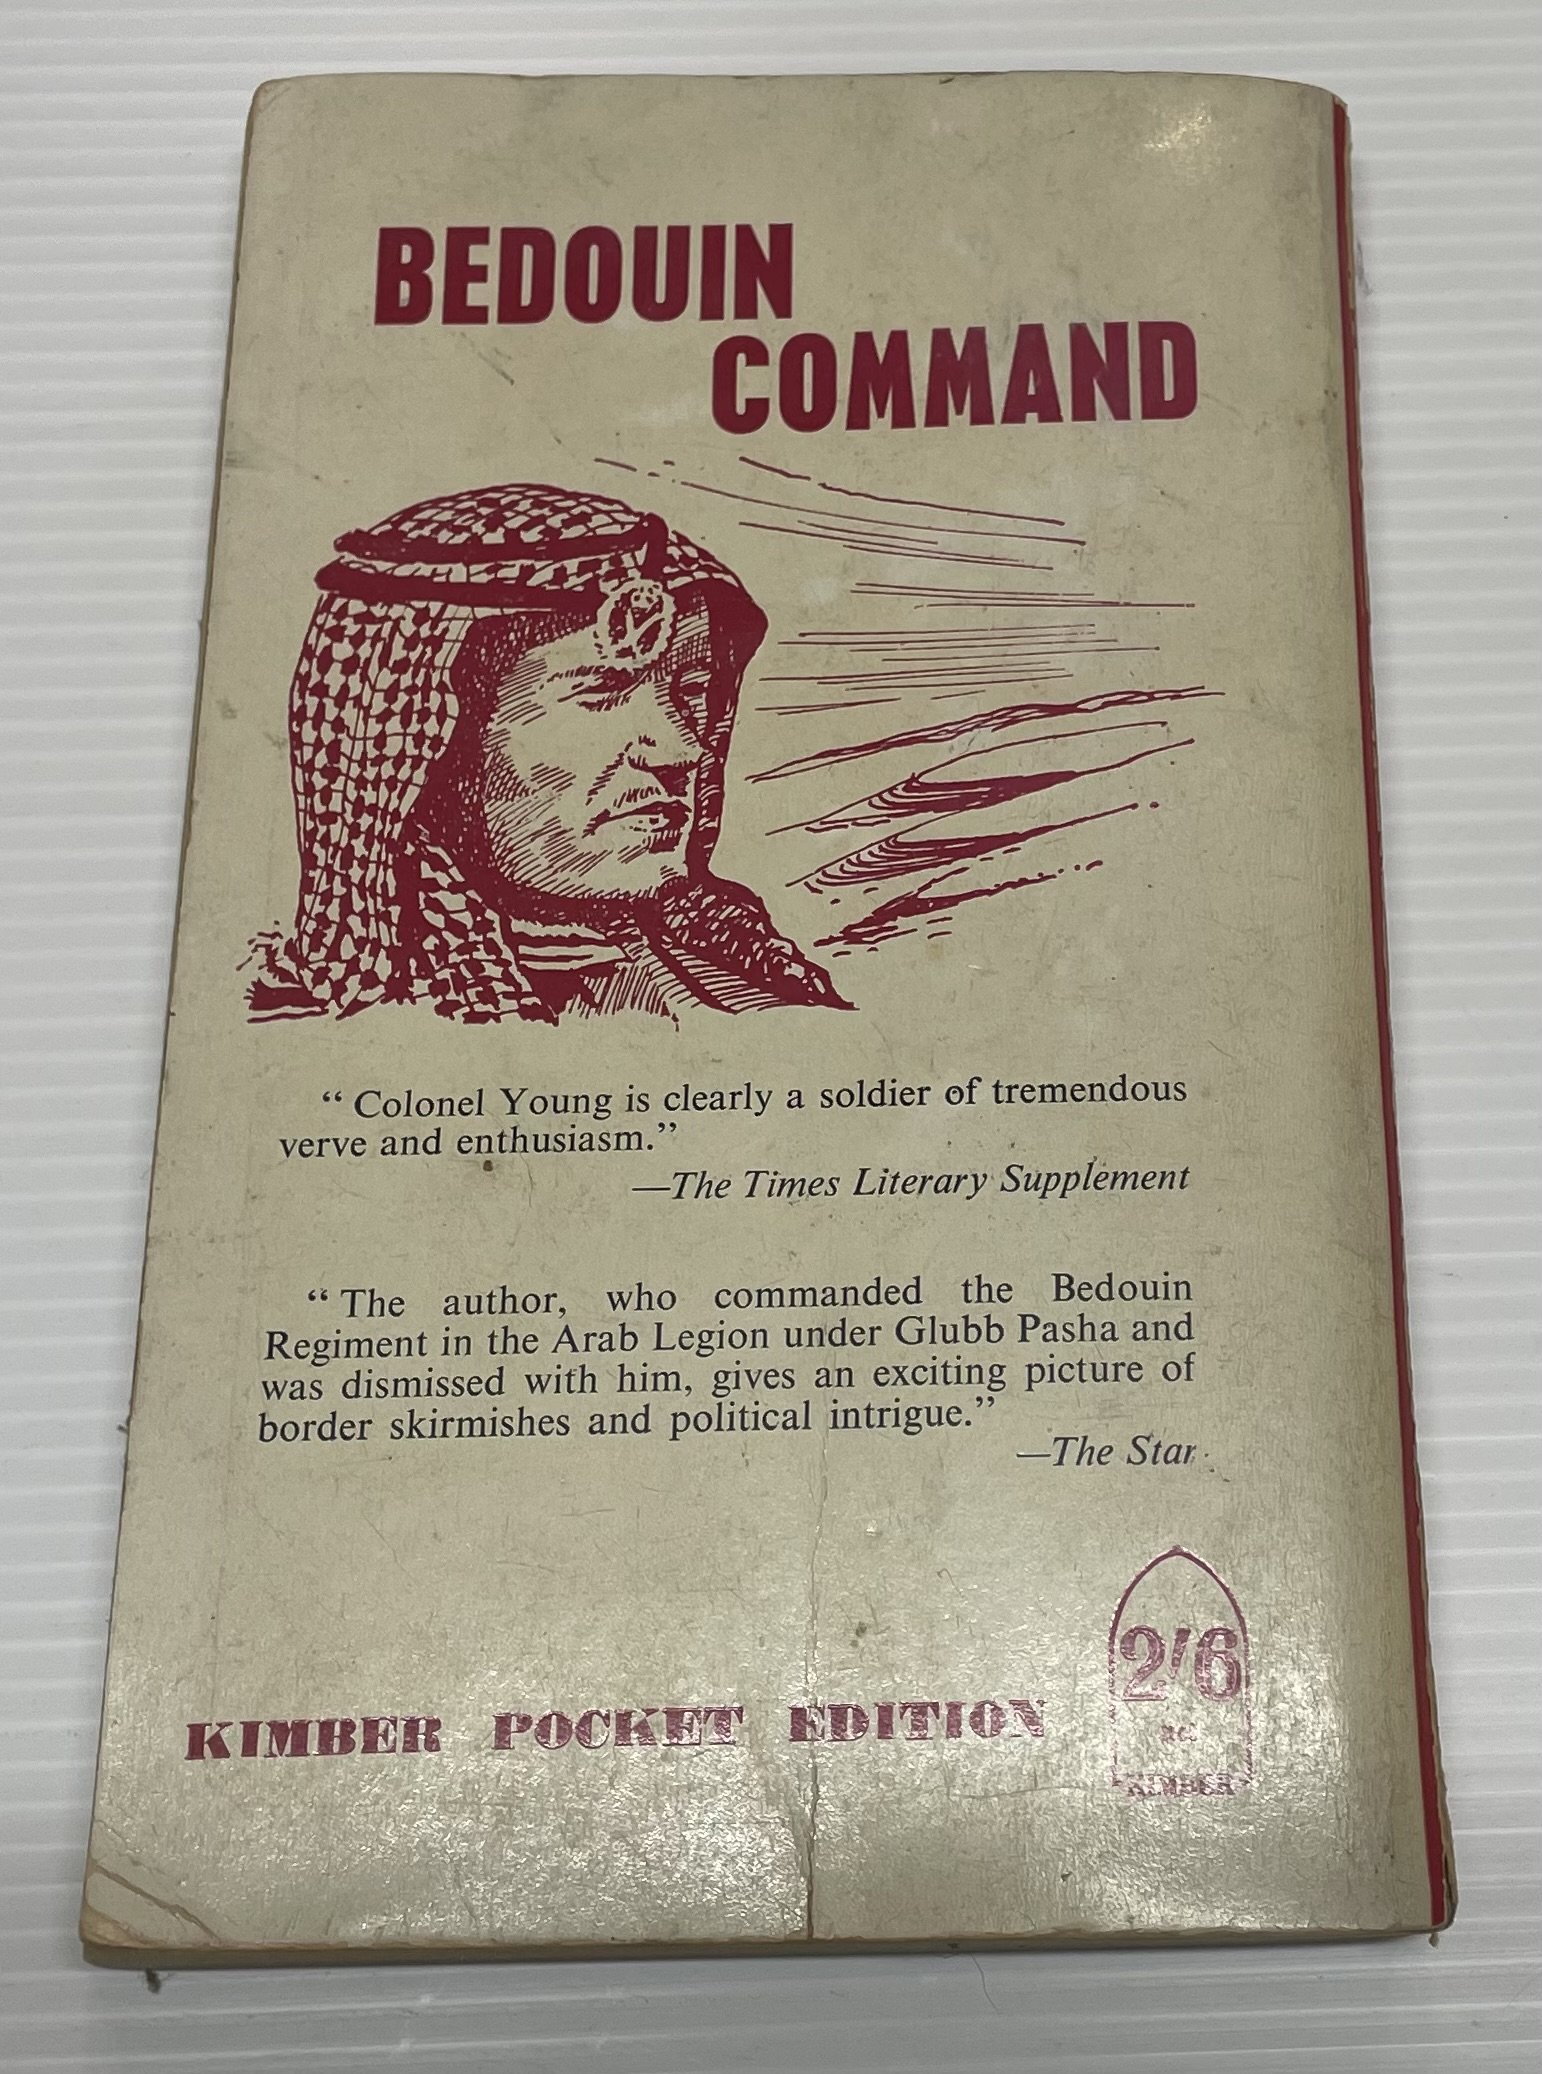 BEDOUIN
COMMAND
“ Colonel Young is clearly a soldier of tremendous
verve and enthusiasm.”
—The Times Literary Supplement
“ The author, who commanded the Bedouin
Regiment in the Arab Legion under Glubb Pasha and
was dismissed with him, gives an exciting picture of
border skirmishes and political intrigue.”
—The Star
2/6
net
KIMBER POCKET EDITION
KIMBER